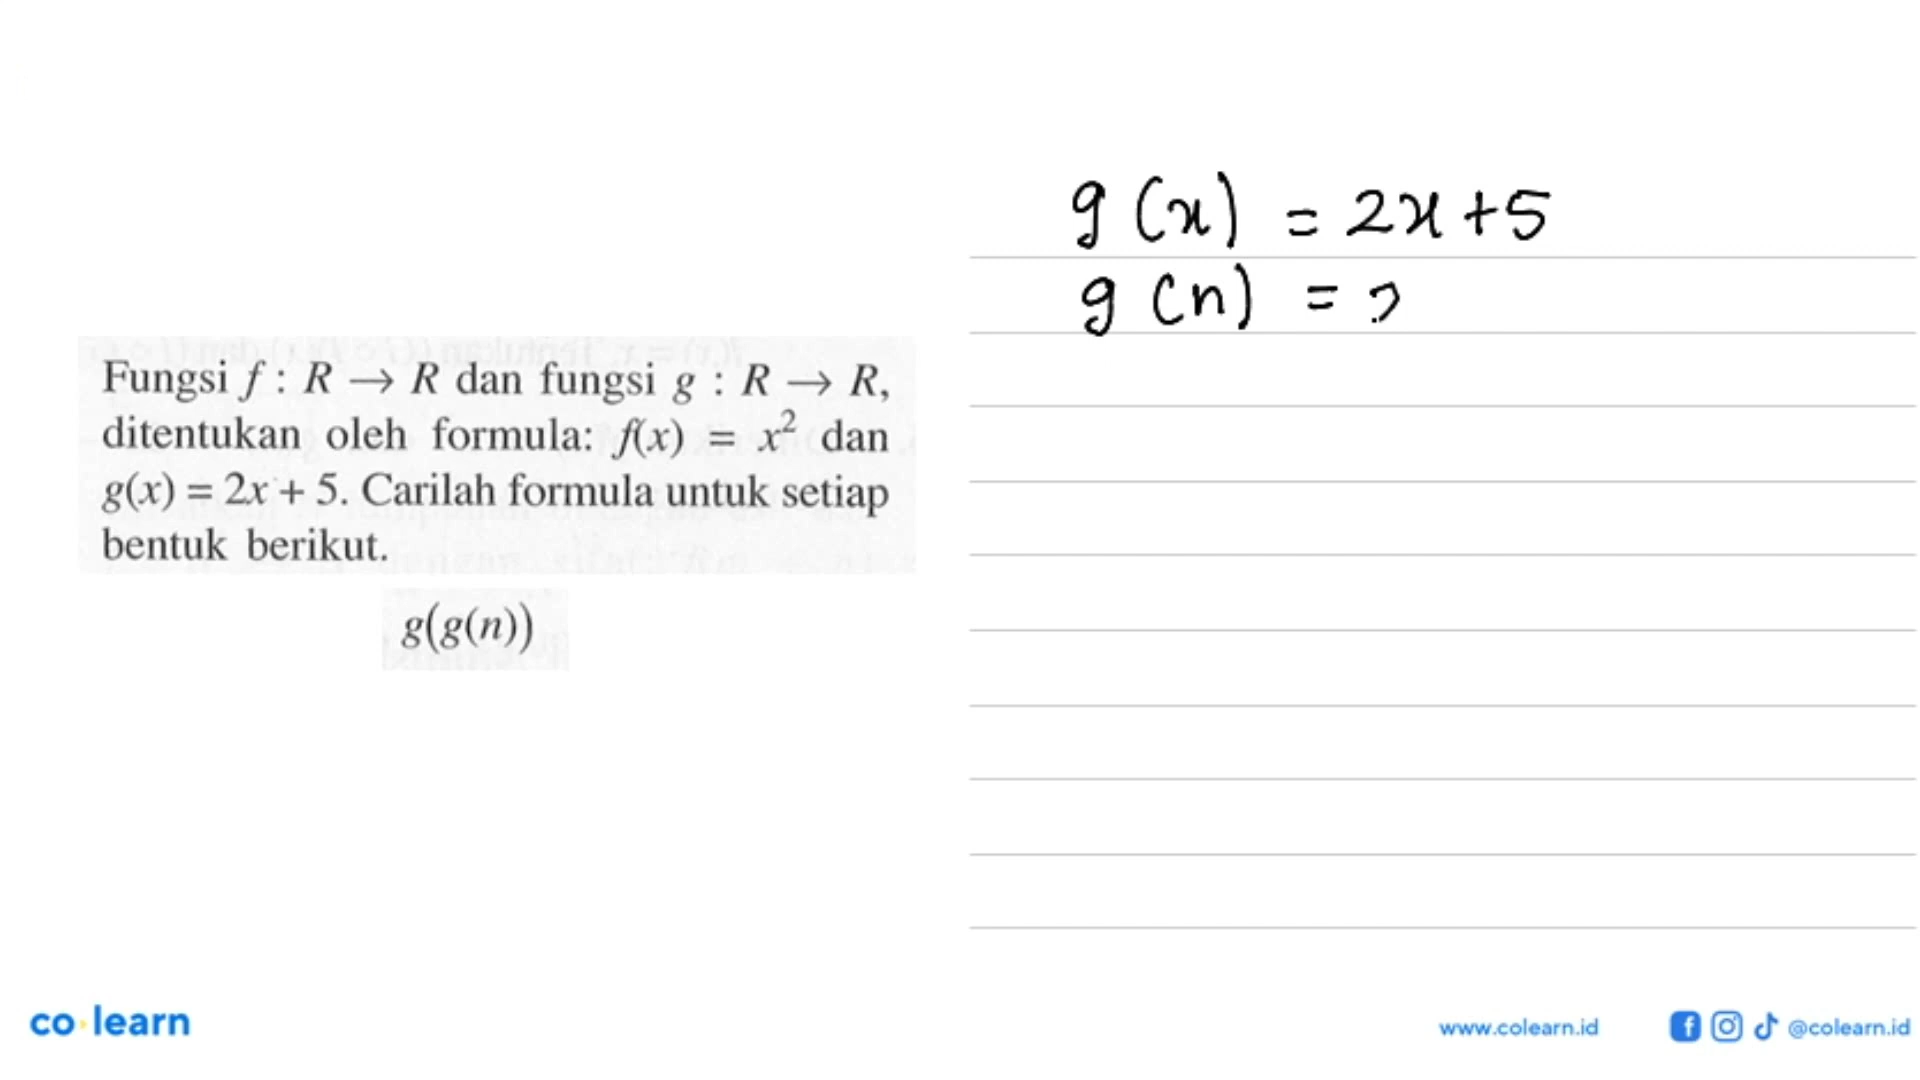 Fungsi f : R → R dan fungsi g : R → R,
ditentukan oleh formula: f(x) = x² dan
g(x) = 2x + 5. Carilah formula untuk setiap
bentuk berikut.
g(g(n))
g(x) = 2x+5
g(n) =
co learn
www.colearn.id
@colearn.id